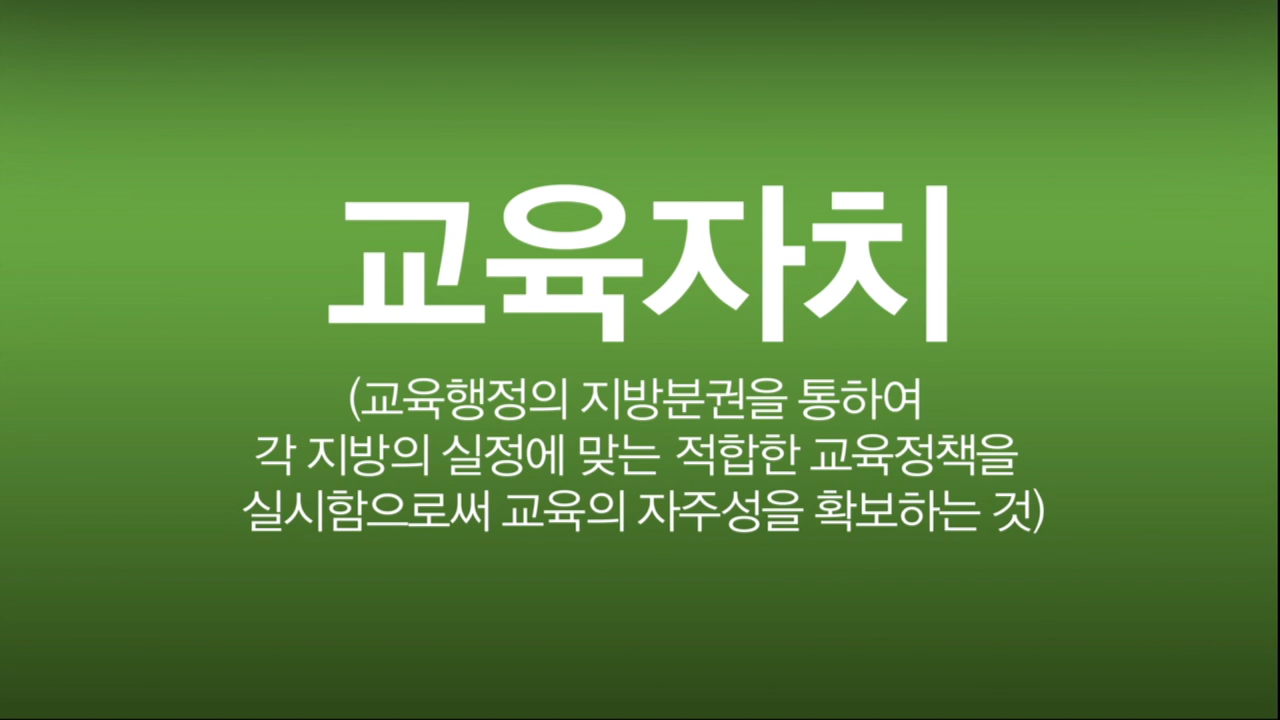 교육자치
(교육행정의 지방분권을 통하여
각 지방의 실정에 맞는 적합한 교육정책을
실시함으로써 교육의 자주성을 확보하는 것)